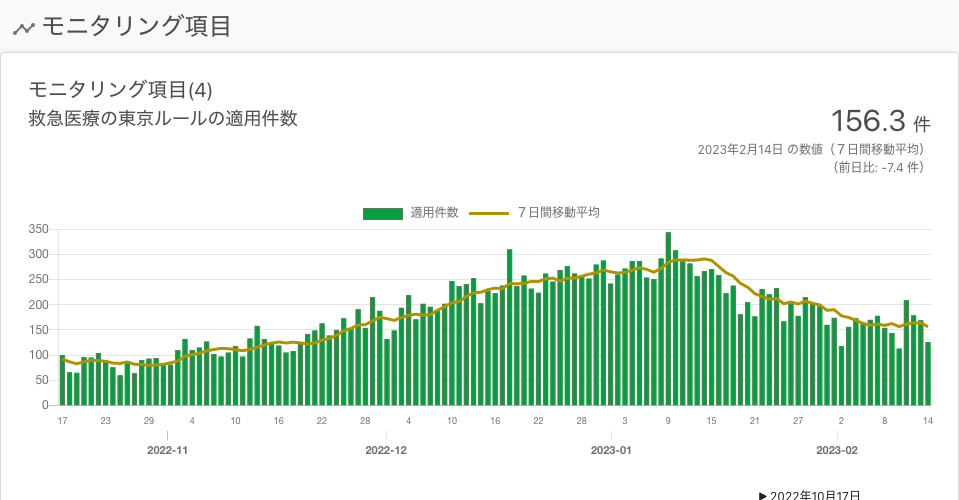 モニタリング項目
モニタリング項目(4)
救急医療の東京ルールの適用件数
156.3 件
2023年2月14日 の数値（７日間移動平均）
（前日比: -7.4 件）
適用件数 ７日間移動平均
350
300
250
200
150
100
50
0
17 23 29 4 10 16 22 28 4 10 16 22 28 3 9 15 21 27 2 8 14
2022-11 2022-12 2023-01 2023-02
▶ 2022年10月17日